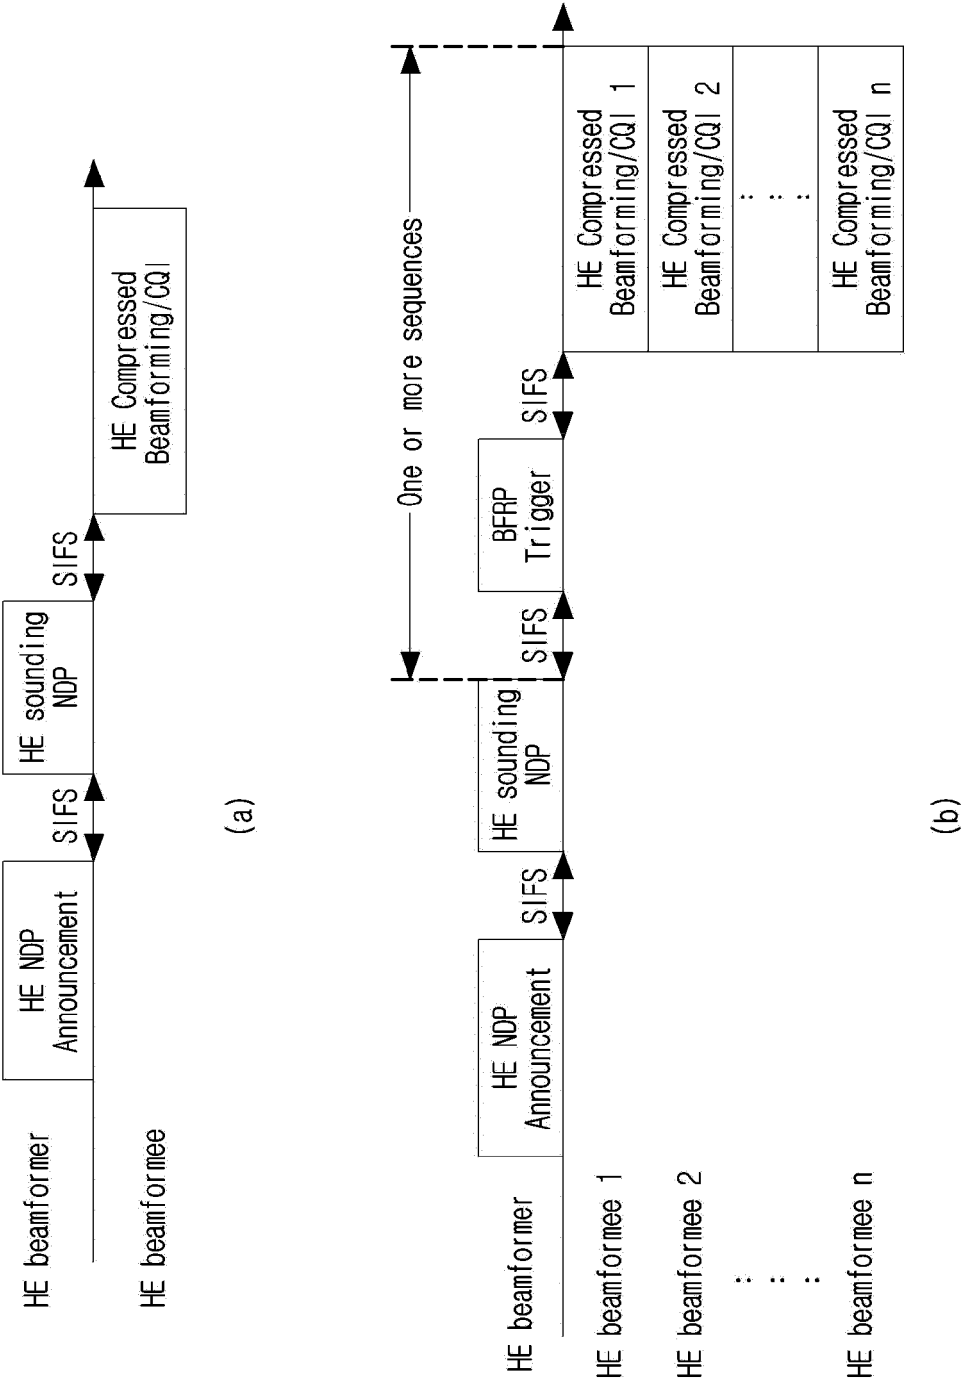 HE beamformer
HE NDP
Announcement
SIFS
HE sounding
NDP
SIFS
HE beamformee
HE Compressed
Beamforming/CQI
(a)
One or more sequences
HE beamformer
HE NDP
Announcement
SIFS
HE sounding
NDP
SIFS
BFRP
Trigger
SIFS
HE beamformee 1
HE Compressed
Beamforming/CQI 1
HE beamformee 2
HE Compressed
Beamforming/CQI 2
HE beamformee n
HE Compressed
Beamforming/CQI n
(b)